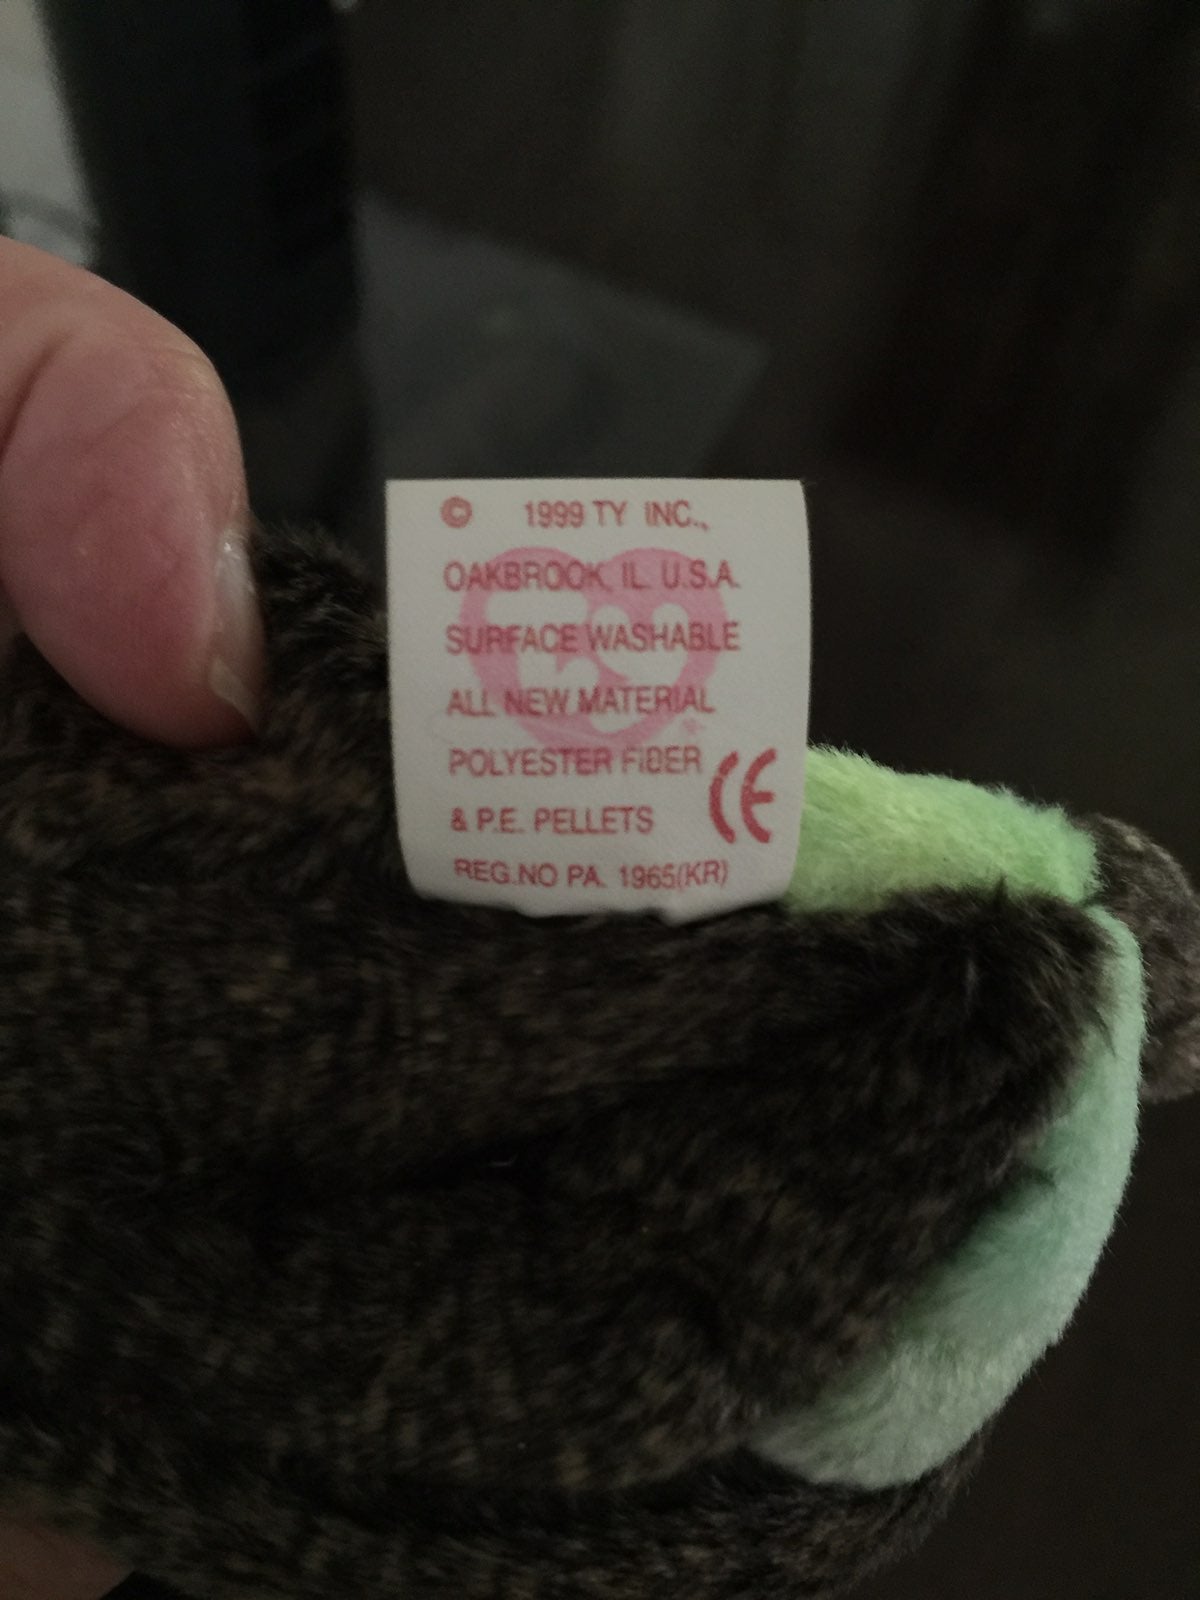 © 1999 TY INC.,
OAKBROOK, IL. U.S.A.
SURFACE WASHABLE
ALL NEW MATERIAL
POLYESTER FIBER
& P.E. PELLETS
CE
REG.NO PA. 1965(KR)